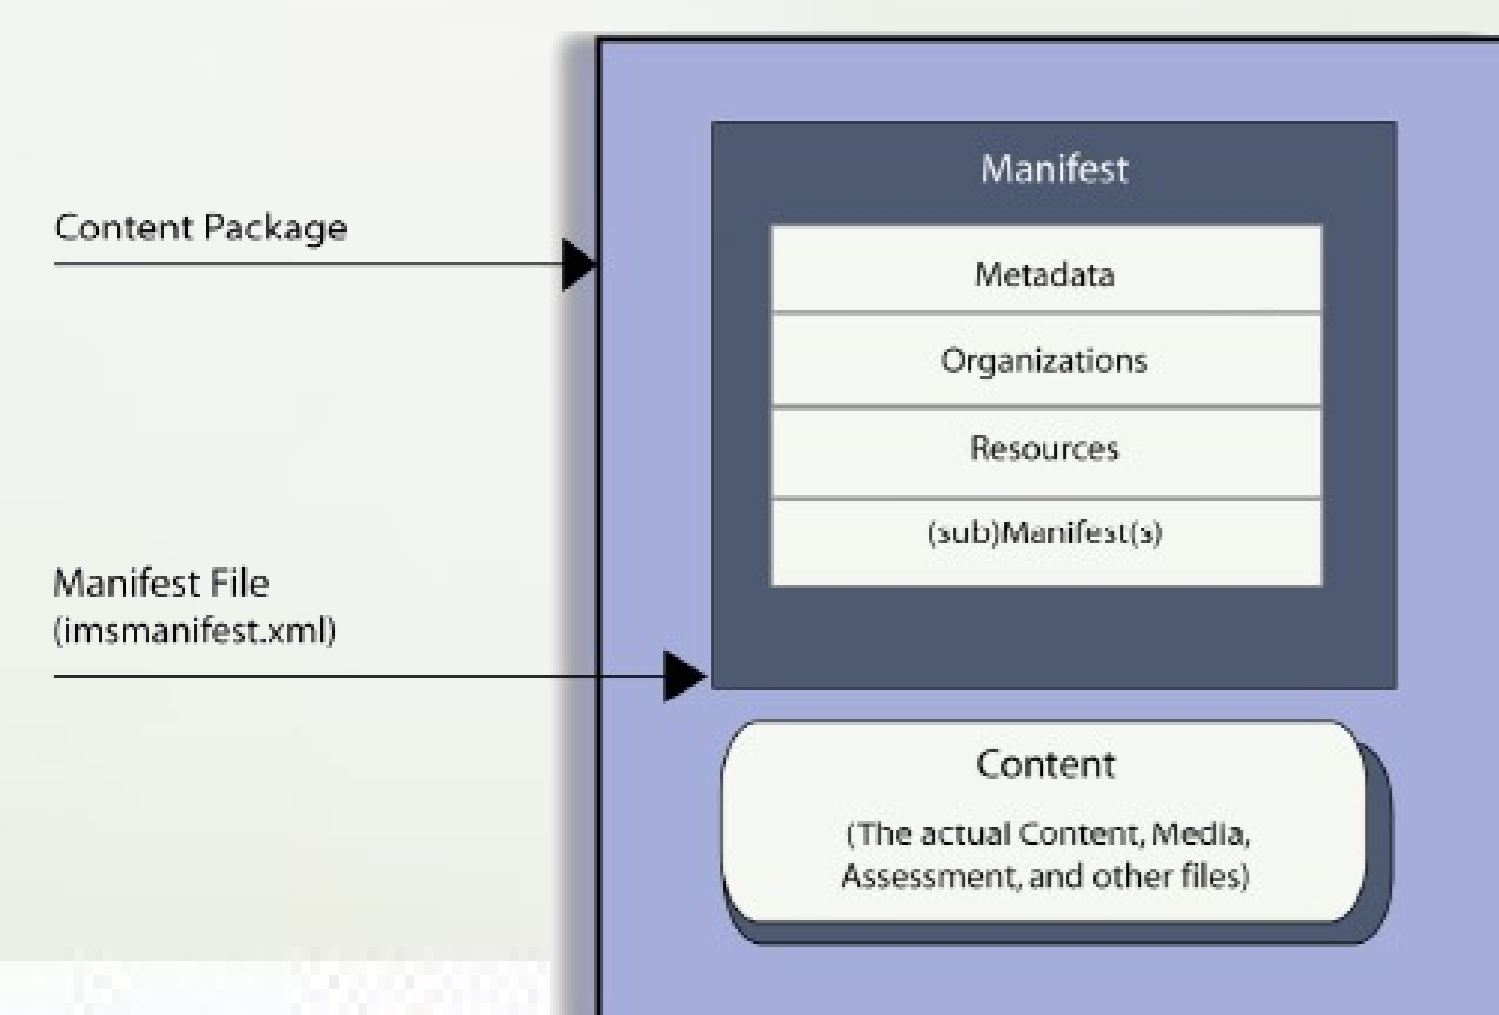 Content Package
Manifest File
(imsmanifest.xml)
Manifest
Metadata
Organizations
Resources
(sub)Manifest(s)
Content
(The actual Content, Media,
Assessment, and other files)